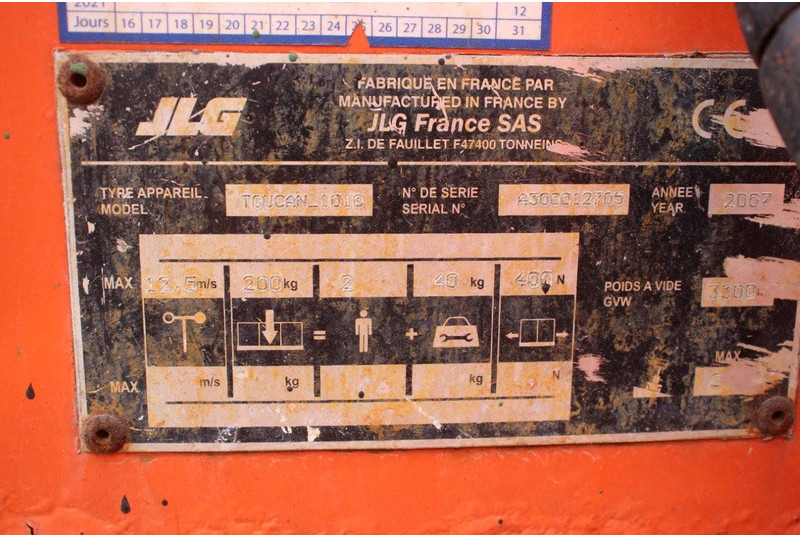 2021 12
Jours 16 17 18 19 20 21 22 23 24 25 26 27 28 29 30 31
JLG
FABRIQUE EN FRANCE PAR
MANUFACTURED IN FRANCE BY
JLG France SAS
Z.I. DE FAUILLET F47400 TONNEINS
CE
TYPE APPAREIL
MODEL
TOUCAN_1010
N° DE SERIE
SERIAL N°
A300012705
ANNEE
YEAR
2007
MAX 12,5 m/s 200 kg 2 40 kg 400 N
= +
MAX m/s kg kg N
POIDS A VIDE
GVW
3300
MAX